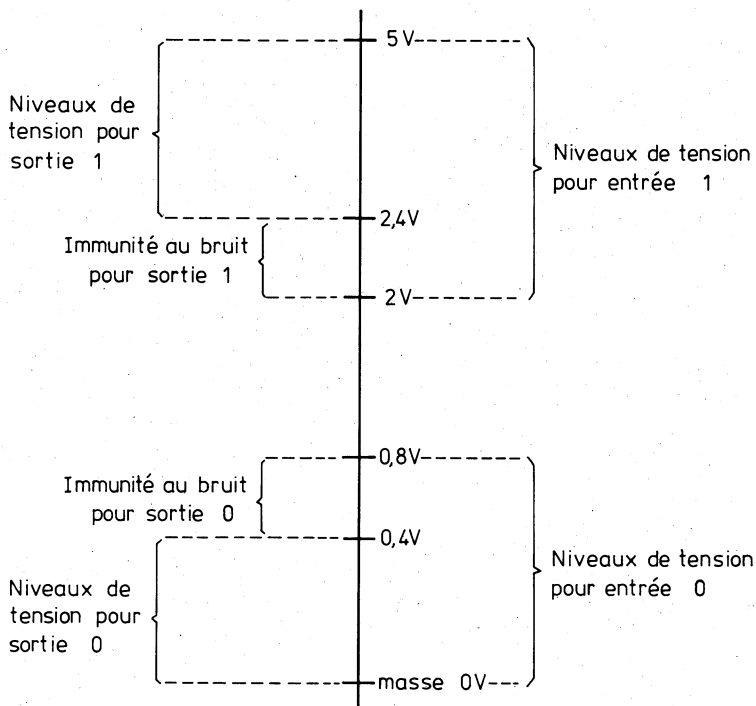 5V
Niveaux de
tension pour
sortie 1
Niveaux de tension
pour entrée 1
2,4V
Immunité au bruit
pour sortie 1
2V
0,8V
Immunité au bruit
pour sortie 0
0,4V
Niveaux de
tension pour
sortie 0
Niveaux de tension
pour entrée 0
masse 0V